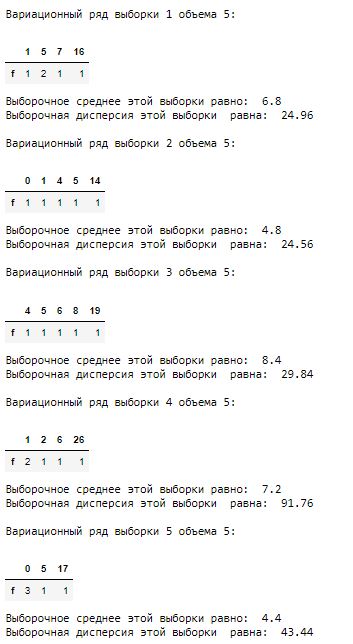 Вариационный ряд выборки 1 объема 5:
1 5 7 16
f 1 2 1 1
Выборочное среднее этой выборки равно: 6.8
Выборочная дисперсия этой выборки равна: 24.96
Вариационный ряд выборки 2 объема 5:
0 1 4 5 14
f 1 1 1 1 1
Выборочное среднее этой выборки равно: 4.8
Выборочная дисперсия этой выборки равна: 24.56
Вариационный ряд выборки 3 объема 5:
4 5 6 8 19
f 1 1 1 1 1
Выборочное среднее этой выборки равно: 8.4
Выборочная дисперсия этой выборки равна: 29.84
Вариационный ряд выборки 4 объема 5:
1 2 6 26
f 2 1 1 1
Выборочное среднее этой выборки равно: 7.2
Выборочная дисперсия этой выборки равна: 91.76
Вариационный ряд выборки 5 объема 5:
0 5 17
f 3 1 1
Выборочное среднее этой выборки равно: 4.4
Выборочная дисперсия этой выборки равна: 43.44